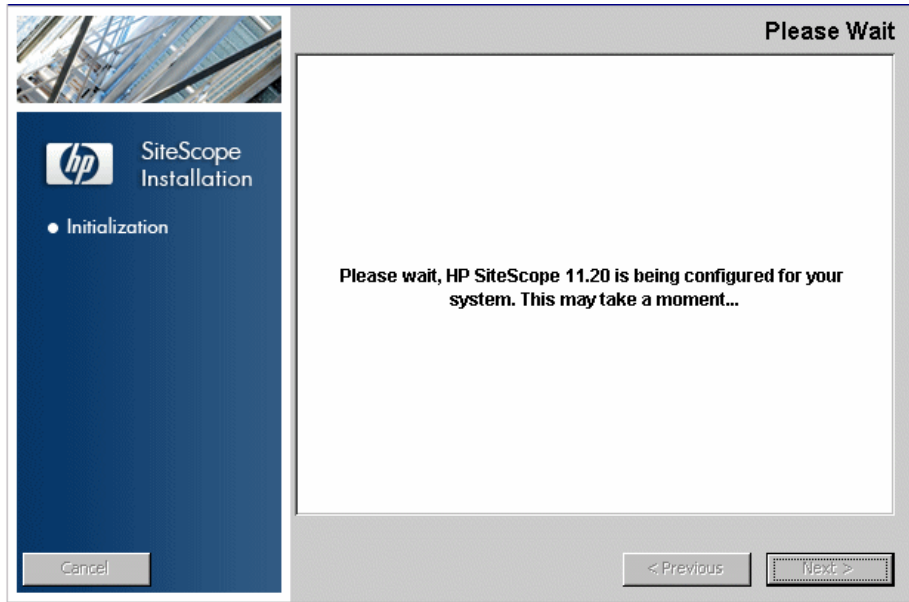 Please Wait
hp
SiteScope
Installation
Initialization
Please wait, HP SiteScope 11.20 is being configured for your
system. This may take a moment...
Cancel
< Previous
Next >